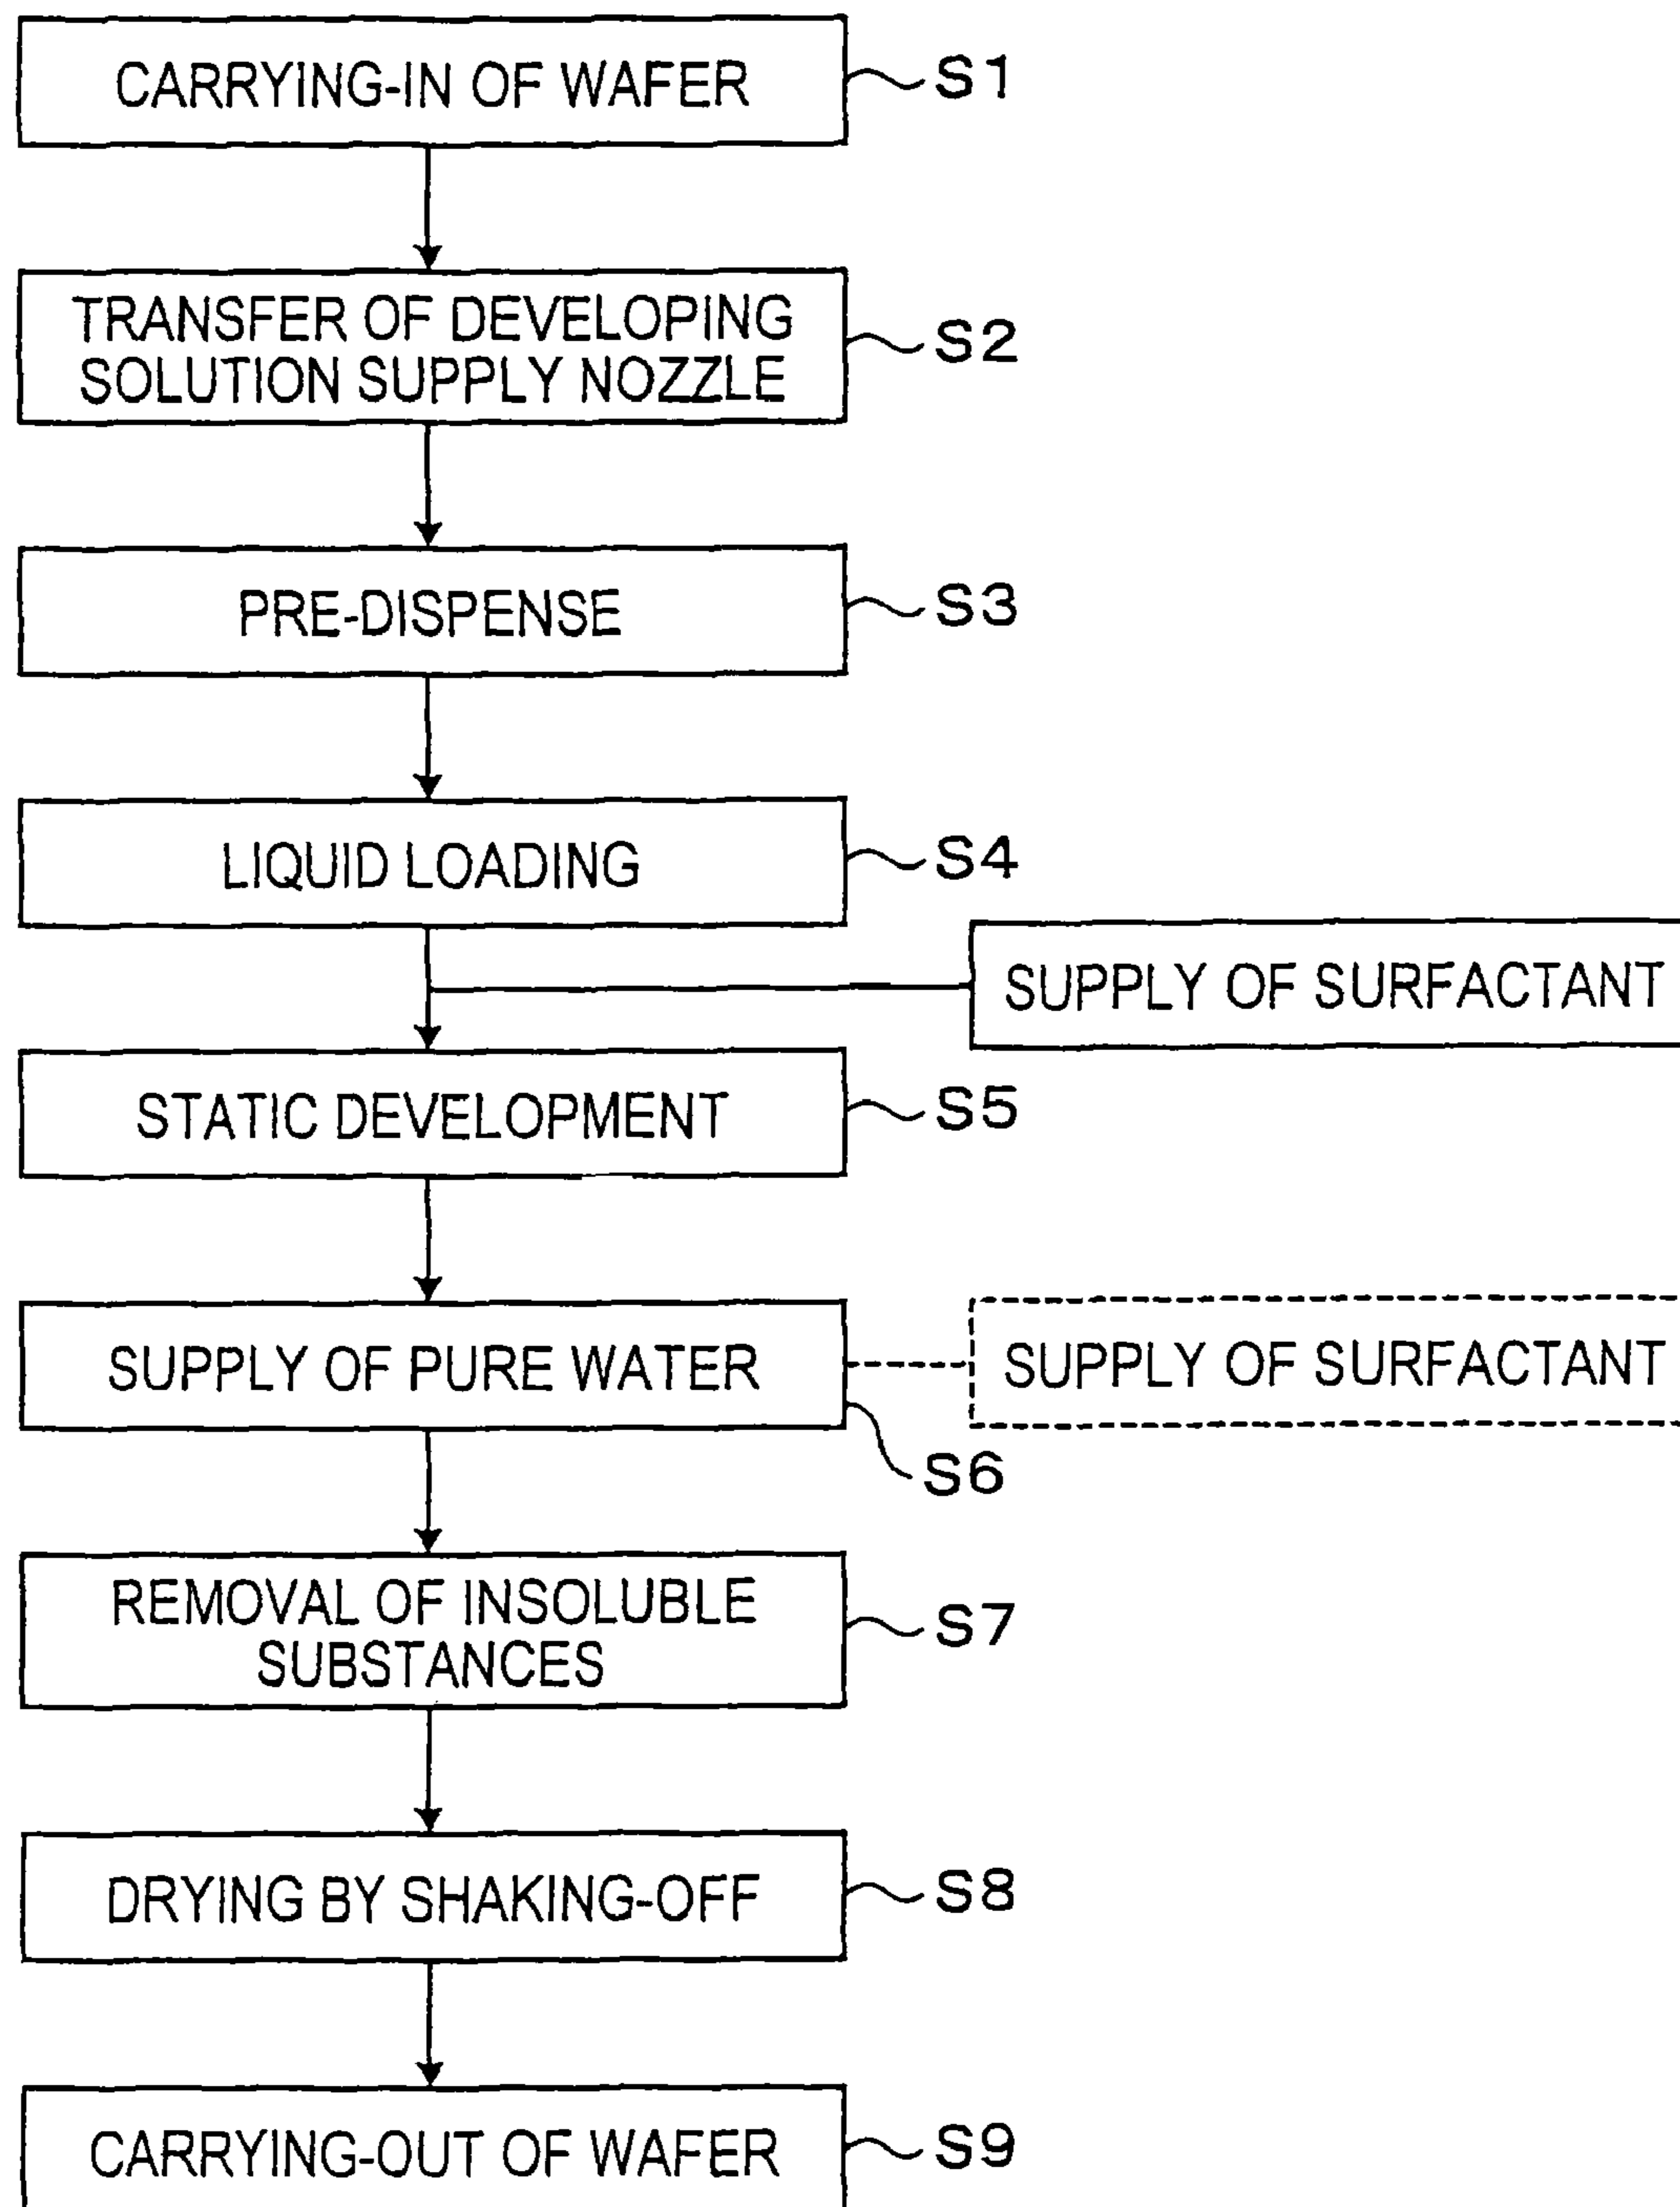 CARRYING-IN OF WAFER
S1
TRANSFER OF DEVELOPING
SOLUTION SUPPLY NOZZLE
S2
PRE-DISPENSE
S3
LIQUID LOADING
S4
SUPPLY OF SURFACTANT
STATIC DEVELOPMENT
S5
SUPPLY OF PURE WATER
SUPPLY OF SURFACTANT
S6
REMOVAL OF INSOLUBLE
SUBSTANCES
S7
DRYING BY SHAKING-OFF
S8
CARRYING-OUT OF WAFER
S9